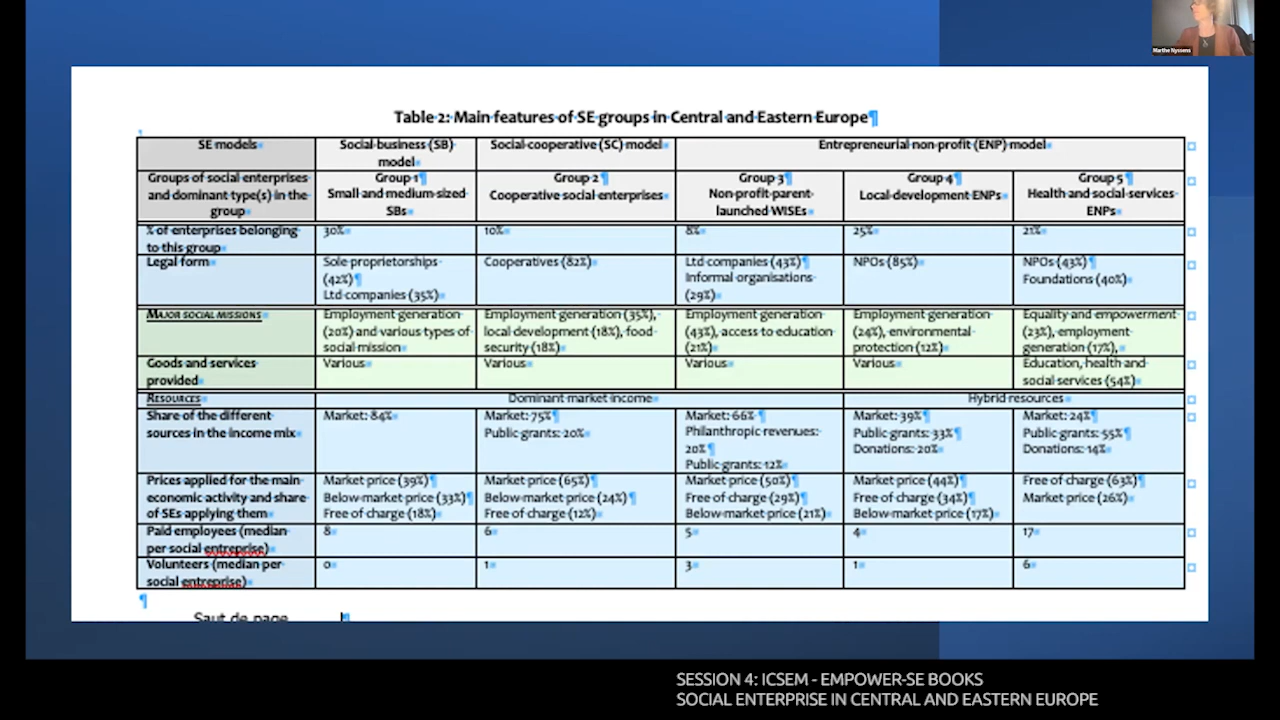 Marthe Nyssens
Table 2: Main features of SE groups in Central and Eastern Europe¶
SE models
Social business (SB) model
Social-cooperative (SC) model
Entrepreneurial non-profit (ENP) model
Groups of social enterprises and dominant type(s) in the group
Group 1¶
Small and medium-sized SBs
Group 2¶
Cooperative social enterprises
Group 3¶
Non-profit-parent-launched WISEs
Group 4¶
Local development ENPs
Group 5¶
Health and social-services ENPs
% of enterprises belonging to this group
30%
10%
8%
25%
21%
Legal form
Sole proprietorships (42%)¶
Ltd companies (35%)
Cooperatives (82%)
Ltd companies (43%)¶
Informal organisations (29%)
NPOs (85%)
NPOs (43%)¶
Foundations (40%)
MAJOR SOCIAL MISSIONS
Employment generation (20%) and various types of social mission
Employment generation (35%), local development (18%), food security (18%)
Employment generation (43%), access to education (21%)
Employment generation (24%), environmental protection (12%)
Equality and empowerment (23%), employment generation (17%),
Goods and services provided
Various
Various
Various
Various
Education, health and social services (54%)
RESOURCES
Dominant market income
Hybrid resources
Share of the different sources in the income mix
Market: 84%
Market: 75%¶
Public grants: 20%
Market: 66% ¶
Philanthropic revenues: 20%¶
Public grants: 12%
Market: 39%¶
Public grants: 33%¶
Donations: 20%
Market: 24%¶
Public grants: 55%¶
Donations: 14%
Prices applied for the main economic activity and share of SEs applying them
Market price (39%)¶
Below market price (33%)¶
Free of charge (18%)
Market price (65%)¶
Below market price (24%)¶
Free of charge (12%)
Market price (50%)¶
Free of charge (29%)¶
Below market price (21%)
Market price (44%)¶
Free of charge (34%)¶
Below market price (17%)
Free of charge (63%)¶
Market price (26%)
Paid employees (median per social entreprise)
8
6
5
4
17
Volunteers (median per social entreprise)
0
1
3
1
6
¶
Saut de page
¶
SESSION 4: ICSEM - EMPOWER-SE BOOKS
SOCIAL ENTERPRISE IN CENTRAL AND EASTERN EUROPE